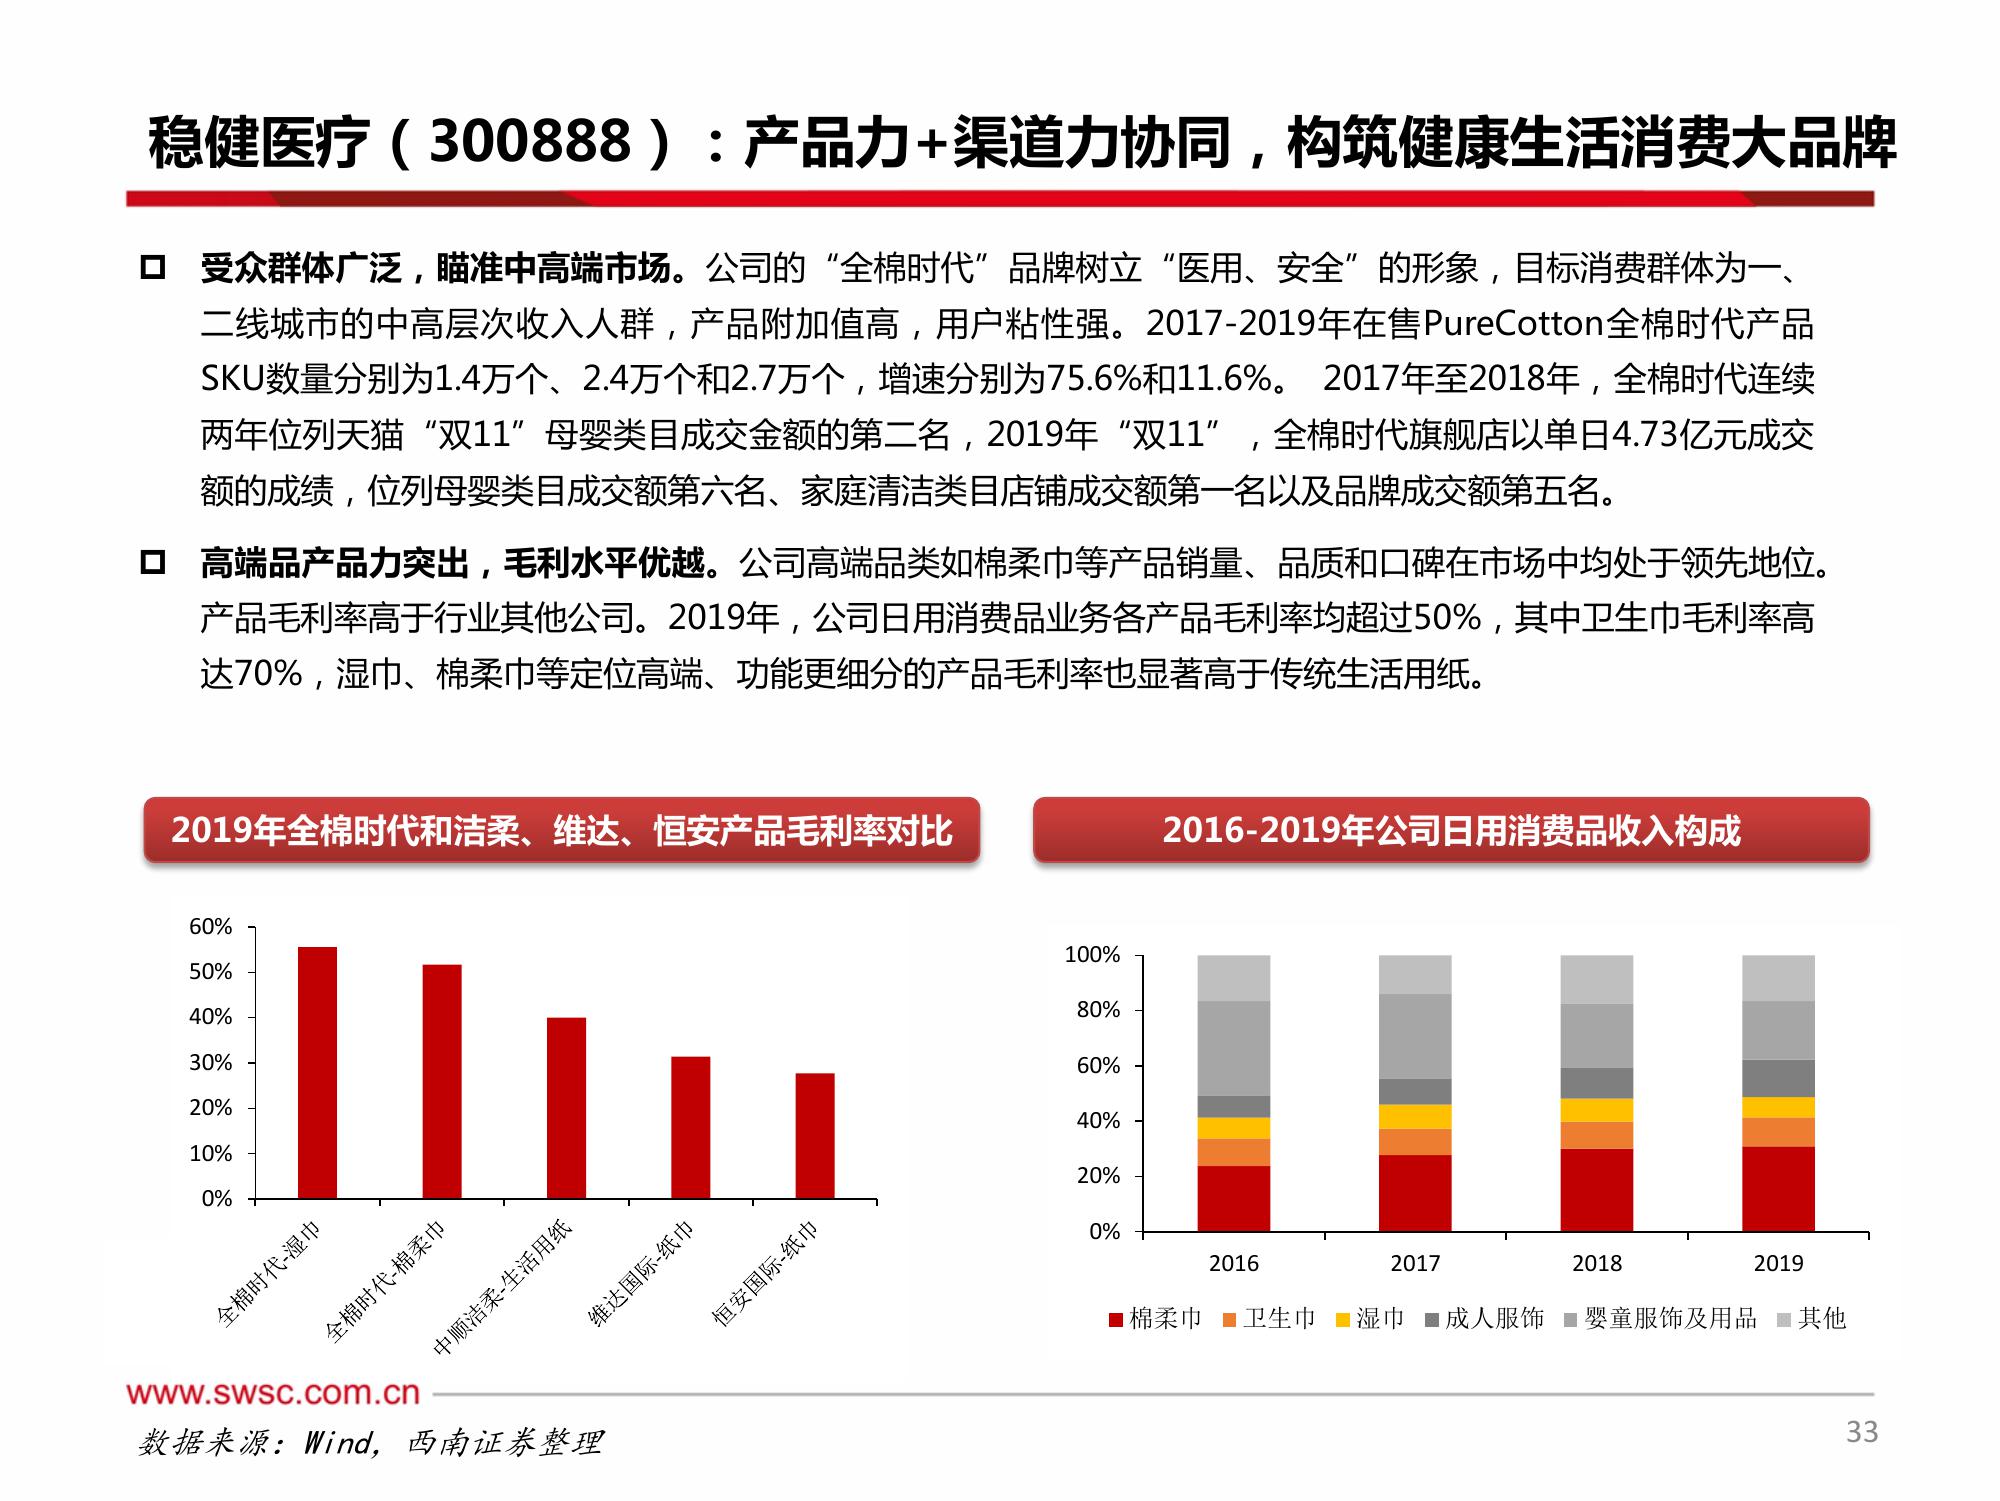 稳健医疗（300888）：产品力+渠道力协同，构筑健康生活消费大品牌
受众群体广泛，瞄准中高端市场。公司的“全棉时代”品牌树立“医用、安全”的形象，目标消费群体为一、
二线城市的中高层次收入人群，产品附加值高，用户粘性强。2017-2019年在售PureCotton全棉时代产品
SKU数量分别为1.4万个、2.4万个和2.7万个，增速分别为75.6%和11.6%。 2017年至2018年，全棉时代连续
两年位列天猫“双11”母婴类目成交金额的第二名，2019年“双11”，全棉时代旗舰店以单日4.73亿元成交
额的成绩，位列母婴类目成交额第六名、家庭清洁类目店铺成交额第一名以及品牌成交额第五名。
高端品产品力突出，毛利水平优越。公司高端品类如棉柔巾等产品销量、品质和口碑在市场中均处于领先地位。
产品毛利率高于行业其他公司。2019年，公司日用消费品业务各产品毛利率均超过50%，其中卫生巾毛利率高
达70%，湿巾、棉柔巾等定位高端、功能更细分的产品毛利率也显著高于传统生活用纸。
2019年全棉时代和洁柔、维达、恒安产品毛利率对比
60%
50%
40%
30%
20%
10%
0%
全棉时代-湿巾
全棉时代-棉柔巾
中顺洁柔-生活用纸
维达国际-纸巾
恒安国际-纸巾
2016-2019年公司日用消费品收入构成
100%
80%
60%
40%
20%
0%
2016 2017 2018 2019
棉柔巾 卫生巾 湿巾 成人服饰 婴童服饰及用品 其他
www.swsc.com.cn
数据来源：Wind，西南证券整理
33